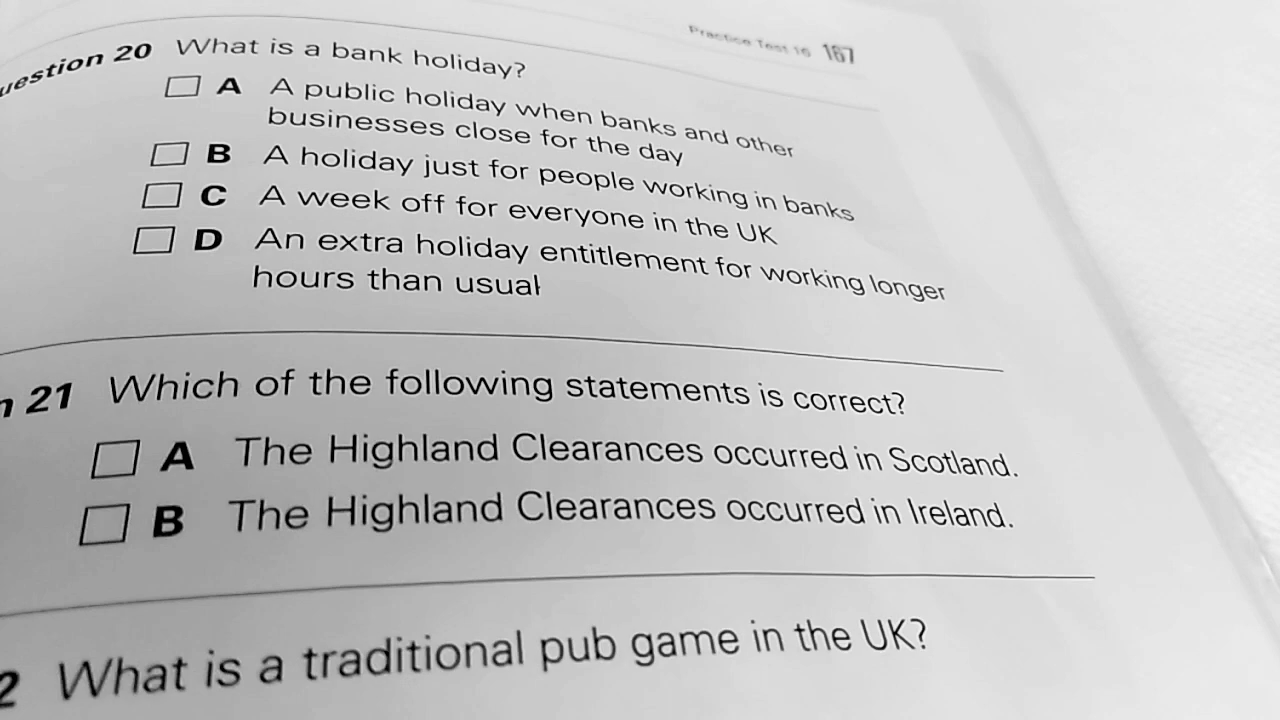 Practice Test 16 167
uestion 20 What is a bank holiday?
A A public holiday when banks and other
businesses close for the day
B A holiday just for people working in banks
C A week off for everyone in the UK
D An extra holiday entitlement for working longer
hours than usual
n 21 Which of the following statements is correct?
A The Highland Clearances occurred in Scotland.
B The Highland Clearances occurred in Ireland.
2 What is a traditional pub game in the UK?